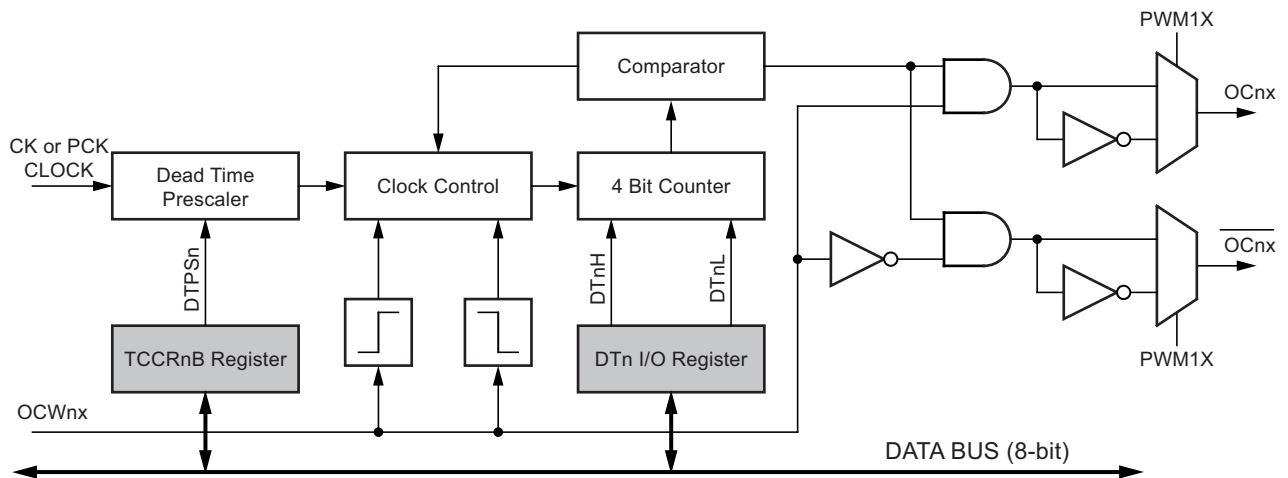 PWM1X
Comparator
OCnx
CK or PCK
CLOCK
Dead Time
Prescaler
Clock Control
4 Bit Counter
OCnx
DTPSn
DTnH
DTnL
TCCRnB Register
DTn I/O Register
PWM1X
OCWnx
DATA BUS (8-bit)